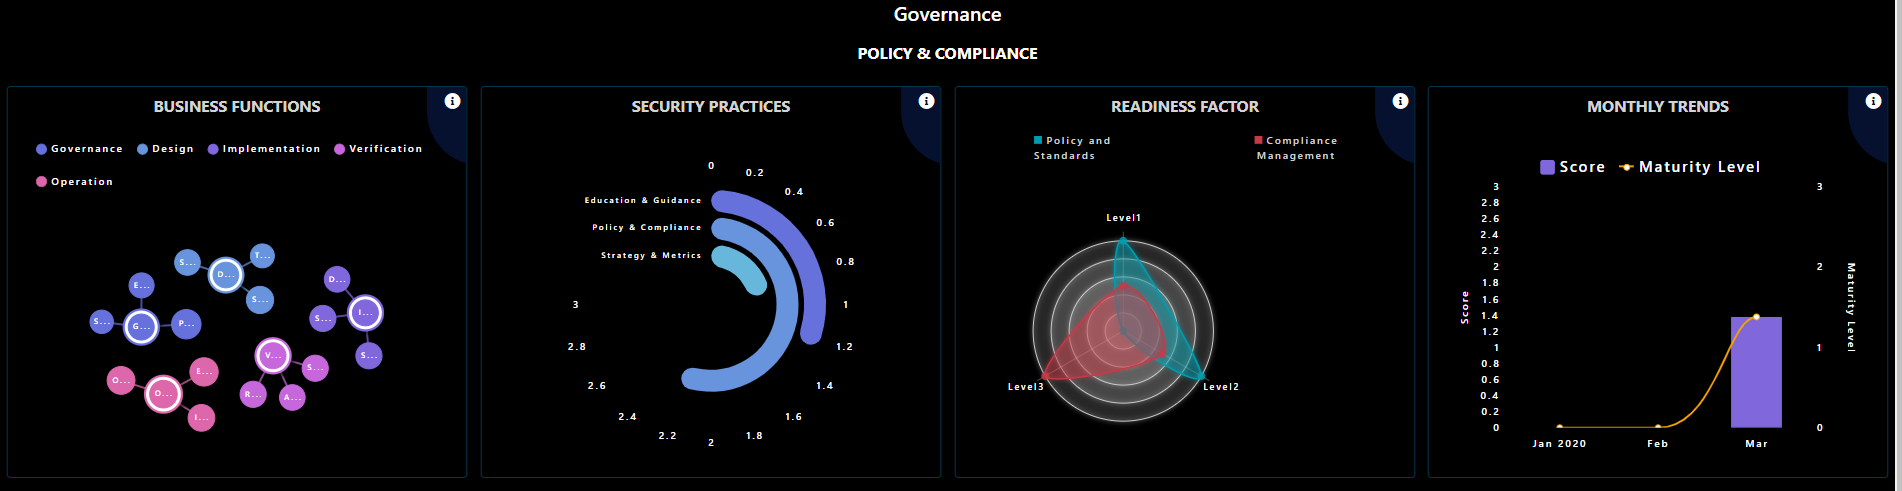 Governance
POLICY & COMPLIANCE
BUSINESS FUNCTIONS
Governance Design Implementation Verification
Operation
S...
D...
T...
S...
E...
S...
G...
P...
D...
S...
I...
S...
V...
S...
R...
A...
O...
E...
O...
I...
SECURITY PRACTICES
0
0.2
0.4
0.6
0.8
1
1.2
1.4
1.6
1.8
2
2.2
2.4
2.6
2.8
3
Education & Guidance
Policy & Compliance
Strategy & Metrics
READINESS FACTOR
Policy and
Standards
Compliance
Management
Level1
Level2
Level3
MONTHLY TRENDS
Score Maturity Level
3
2.8
2.6
2.4
2.2
2
1.8
1.6
1.4
1.2
1
0.8
0.6
0.4
0.2
0
Score
3
2
1
0
Maturity Level
Jan 2020 Feb Mar